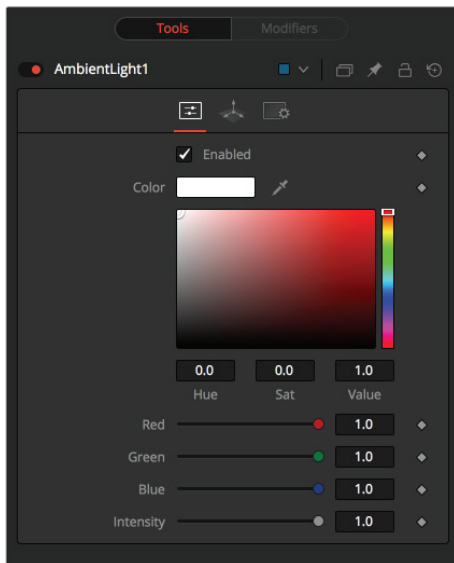 Tools Modifiers
AmbientLight1
Enabled
Color
0.0 0.0 1.0
Hue Sat Value
Red 1.0
Green 1.0
Blue 1.0
Intensity 1.0